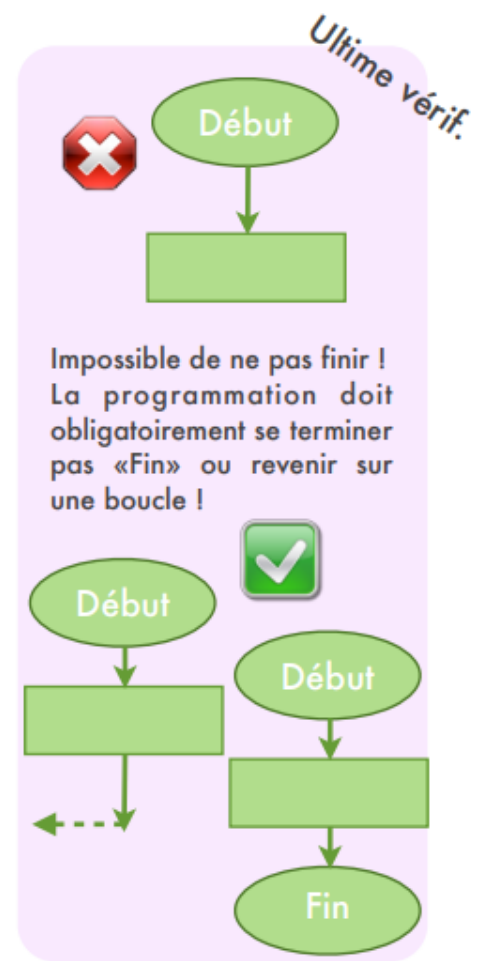 Ultime vérif.
Début
Impossible de ne pas finir !
La programmation doit
obligatoirement se terminer
pas «Fin» ou revenir sur
une boucle !
Début
Début
Fin